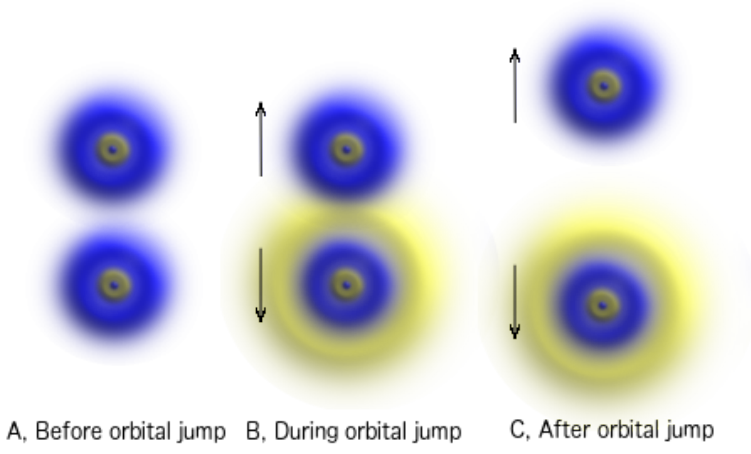 A, Before orbital jump
B, During orbital jump
C, After orbital jump